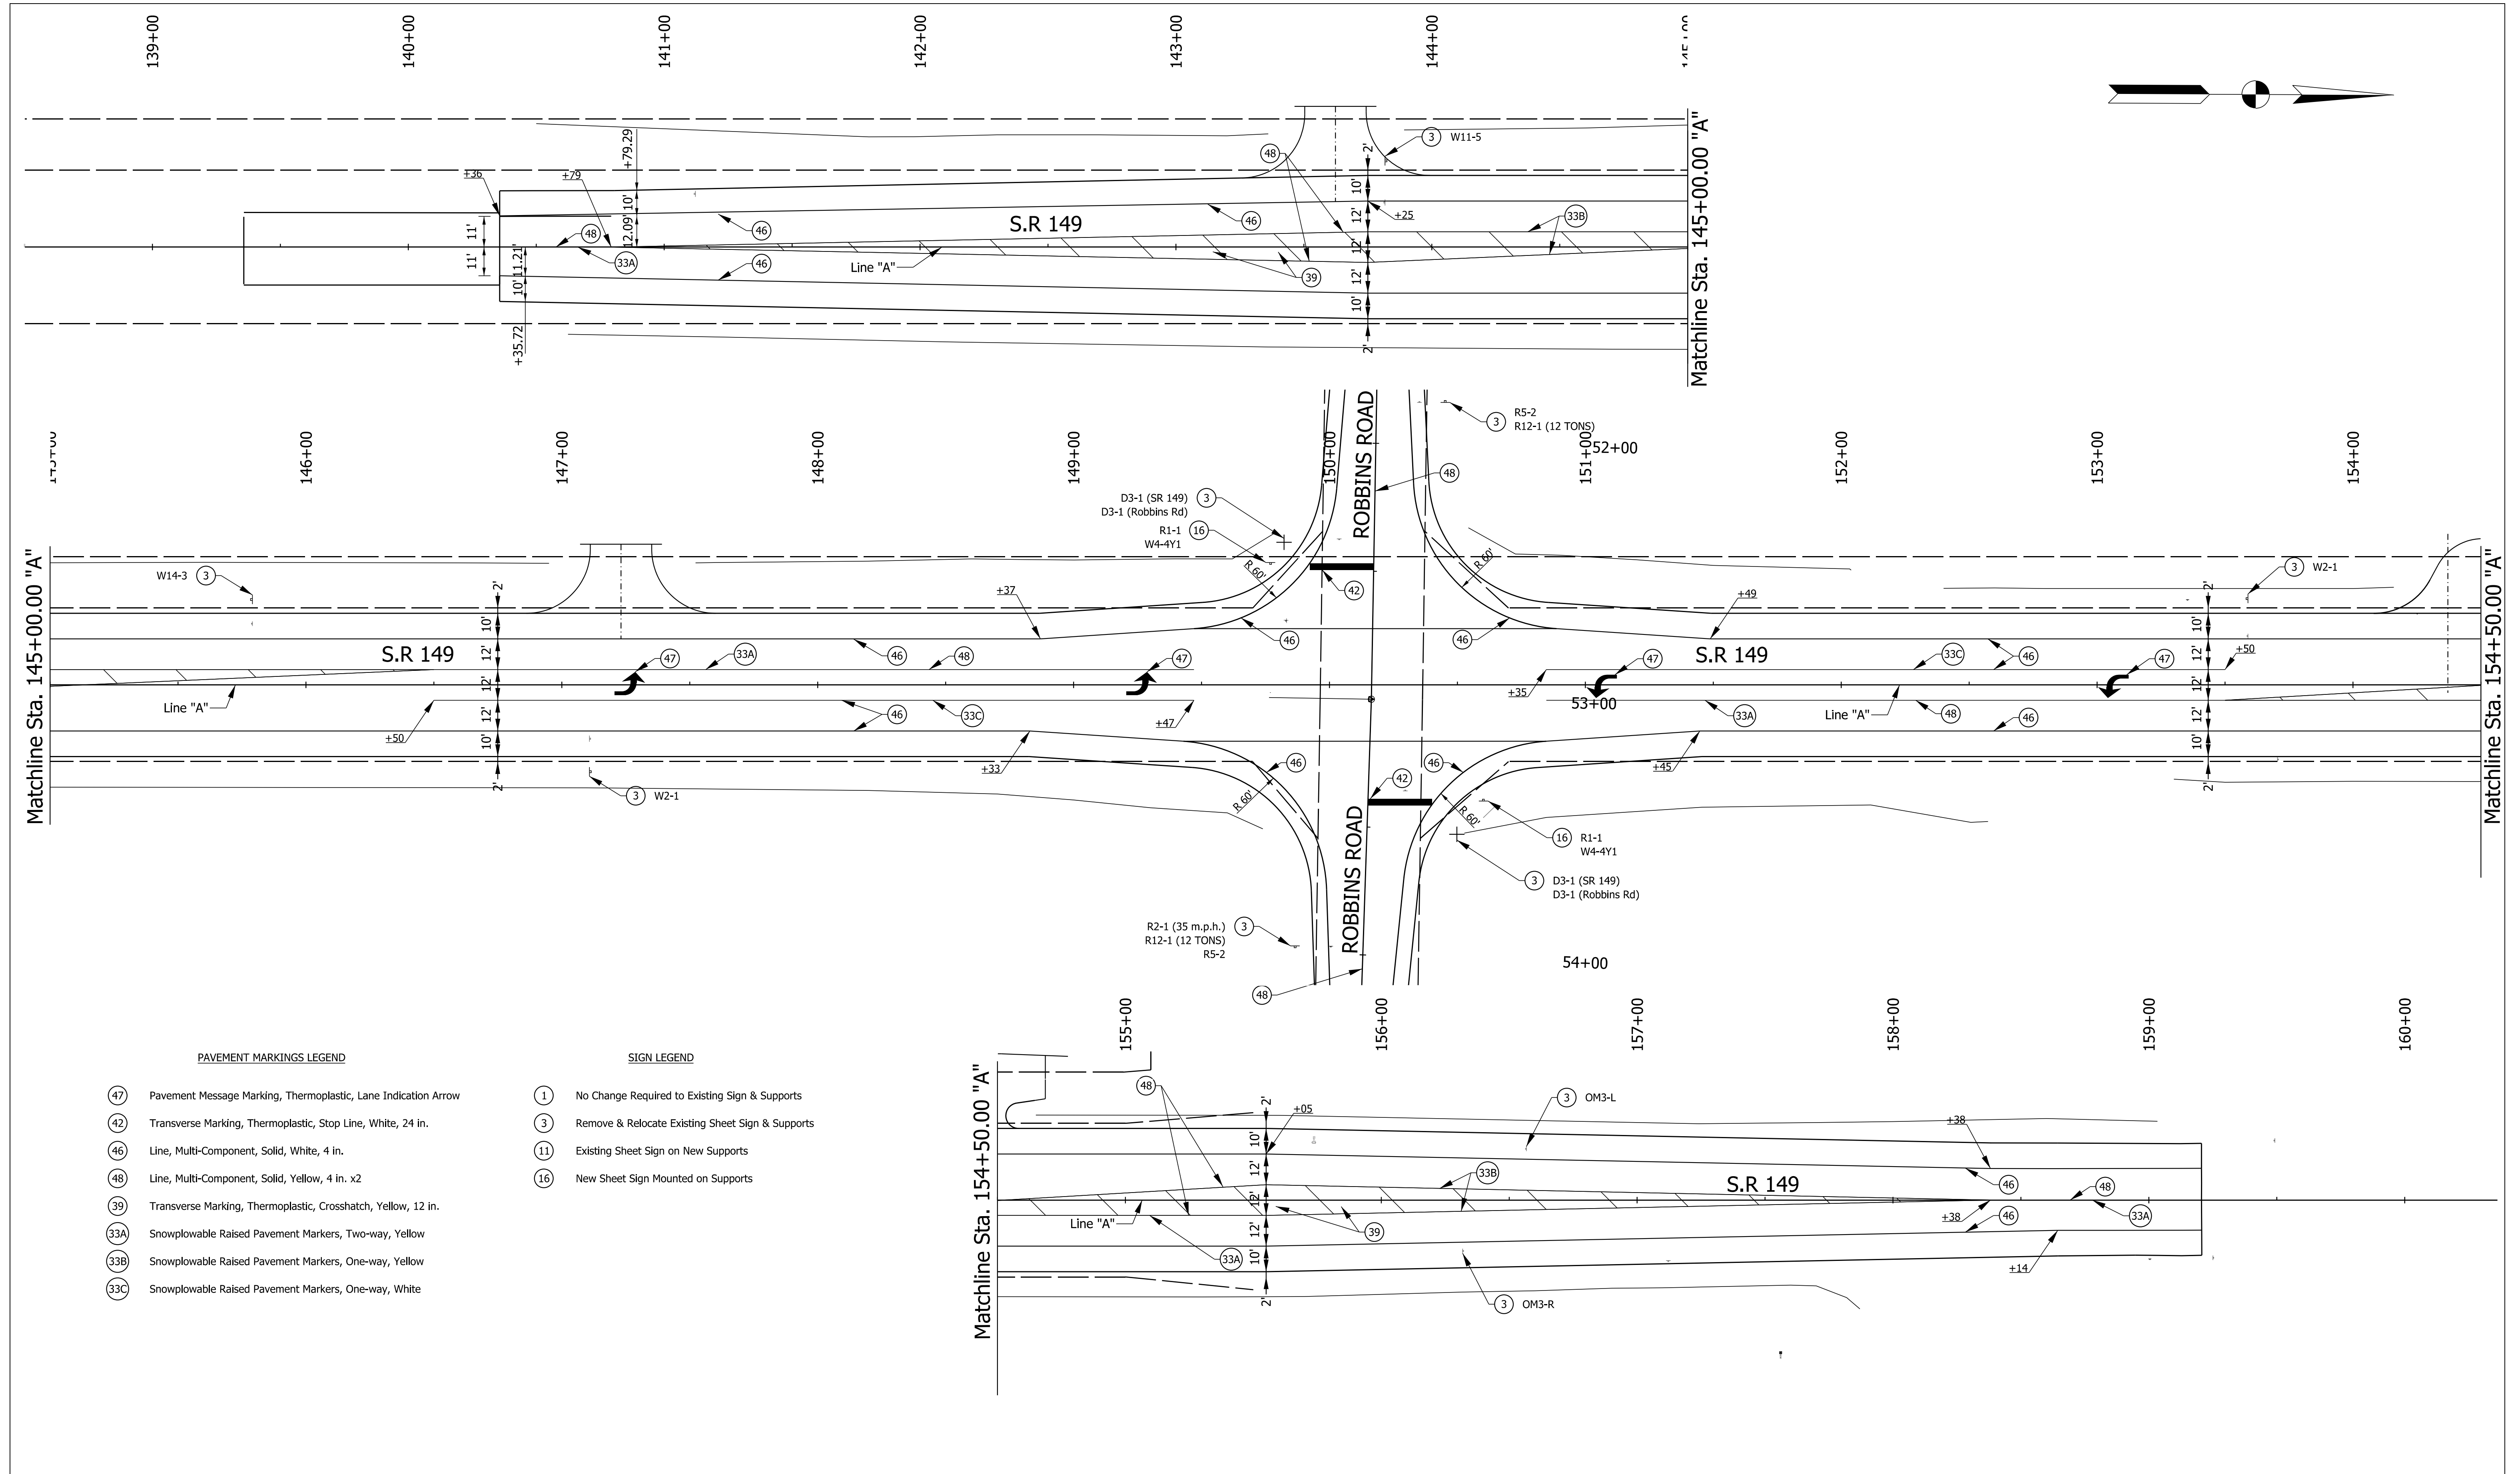 139+00
140+00
141+00
142+00
143+00
144+00
145+00
+36
+79
+79.29
10'
12.09'
11'
11'
11.21'
10'
+35.72
48
33A
46
46
46
S.R 149
Line "A"
48
39
33B
3 W11-5
+25
2'
10'
12'
12'
12'
10'
2'
Matchline Sta. 145+00.00 "A"
145+00
146+00
147+00
148+00
149+00
150+00
151+00
152+00
153+00
154+00
52+00
53+00
54+00
Matchline Sta. 145+00.00 "A"
W14-3 3
2'
10'
12'
12'
12'
10'
2'
S.R 149
Line "A"
+50
47
33A
46
48
46
33C
+37
47
+47
+33
3 W2-1
D3-1 (SR 149) 3
D3-1 (Robbins Rd)
R1-1 16
W4-4Y1
R 60'
42
46
ROBBINS ROAD
48
3 R5-2
R12-1 (12 TONS)
R 60'
46
+49
+35
47
S.R 149
33C
46
47
+50
33A
Line "A"
48
46
+45
3 W2-1
2'
10'
12'
12'
12'
10'
2'
46
R 60'
42
46
R 60'
16 R1-1
W4-4Y1
3 D3-1 (SR 149)
D3-1 (Robbins Rd)
R2-1 (35 m.p.h.) 3
R12-1 (12 TONS)
R5-2
ROBBINS ROAD
48
Matchline Sta. 154+50.00 "A"
155+00
156+00
157+00
158+00
159+00
160+00
Matchline Sta. 154+50.00 "A"
48
2'
10'
12'
12'
12'
10'
2'
+05
3 OM3-L
33B
S.R 149
Line "A"
39
33A
3 OM3-R
+38
46
48
+38
46
33A
+14
PAVEMENT MARKINGS LEGEND
47 Pavement Message Marking, Thermoplastic, Lane Indication Arrow
42 Transverse Marking, Thermoplastic, Stop Line, White, 24 in.
46 Line, Multi-Component, Solid, White, 4 in.
48 Line, Multi-Component, Solid, Yellow, 4 in. x2
39 Transverse Marking, Thermoplastic, Crosshatch, Yellow, 12 in.
33A Snowplowable Raised Pavement Markers, Two-way, Yellow
33B Snowplowable Raised Pavement Markers, One-way, Yellow
33C Snowplowable Raised Pavement Markers, One-way, White
SIGN LEGEND
1 No Change Required to Existing Sign & Supports
3 Remove & Relocate Existing Sheet Sign & Supports
11 Existing Sheet Sign on New Supports
16 New Sheet Sign Mounted on Supports